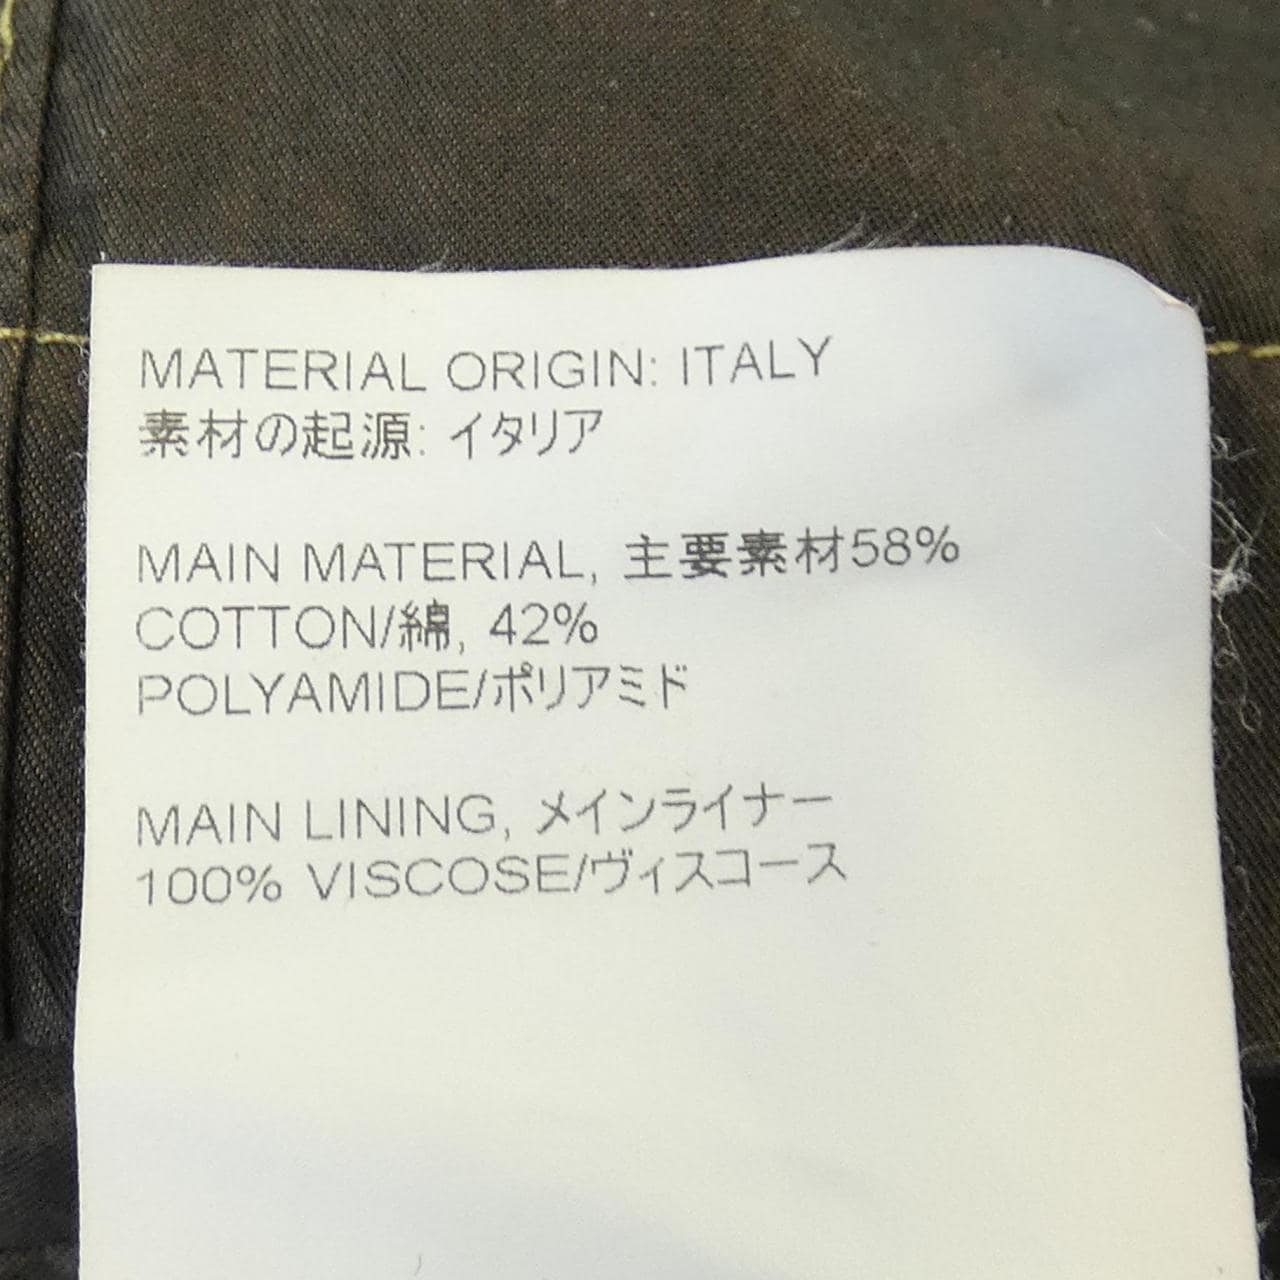 MATERIAL ORIGIN: ITALY
素材の起源: イタリア
MAIN MATERIAL, 主要素材58%
COTTON/綿, 42%
POLYAMIDE/ポリアミド
MAIN LINING, メインライナー
100% VISCOSE/ヴィスコース